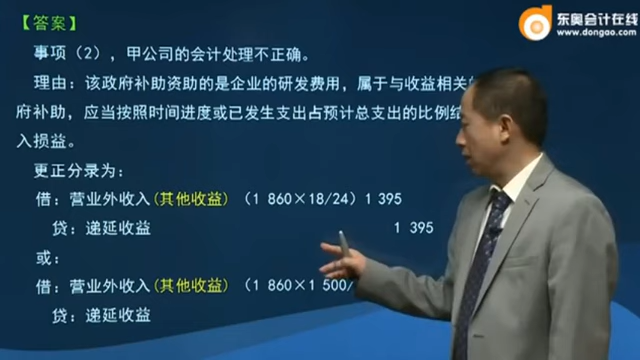 【答案】
东奥会计在线
www.dongao.com
事项（2），甲公司的会计处理不正确。
理由：该政府补助资助的是企业的研发费用，属于与收益相关
府补助，应当按照时间进度或已发生支出占预计总支出的比例结
入损益。
更正分录为：
借：营业外收入(其他收益) （1 860×18/24）1 395
贷：递延收益 1 395
或：
借：营业外收入(其他收益) （1 860×1 500/
贷：递延收益